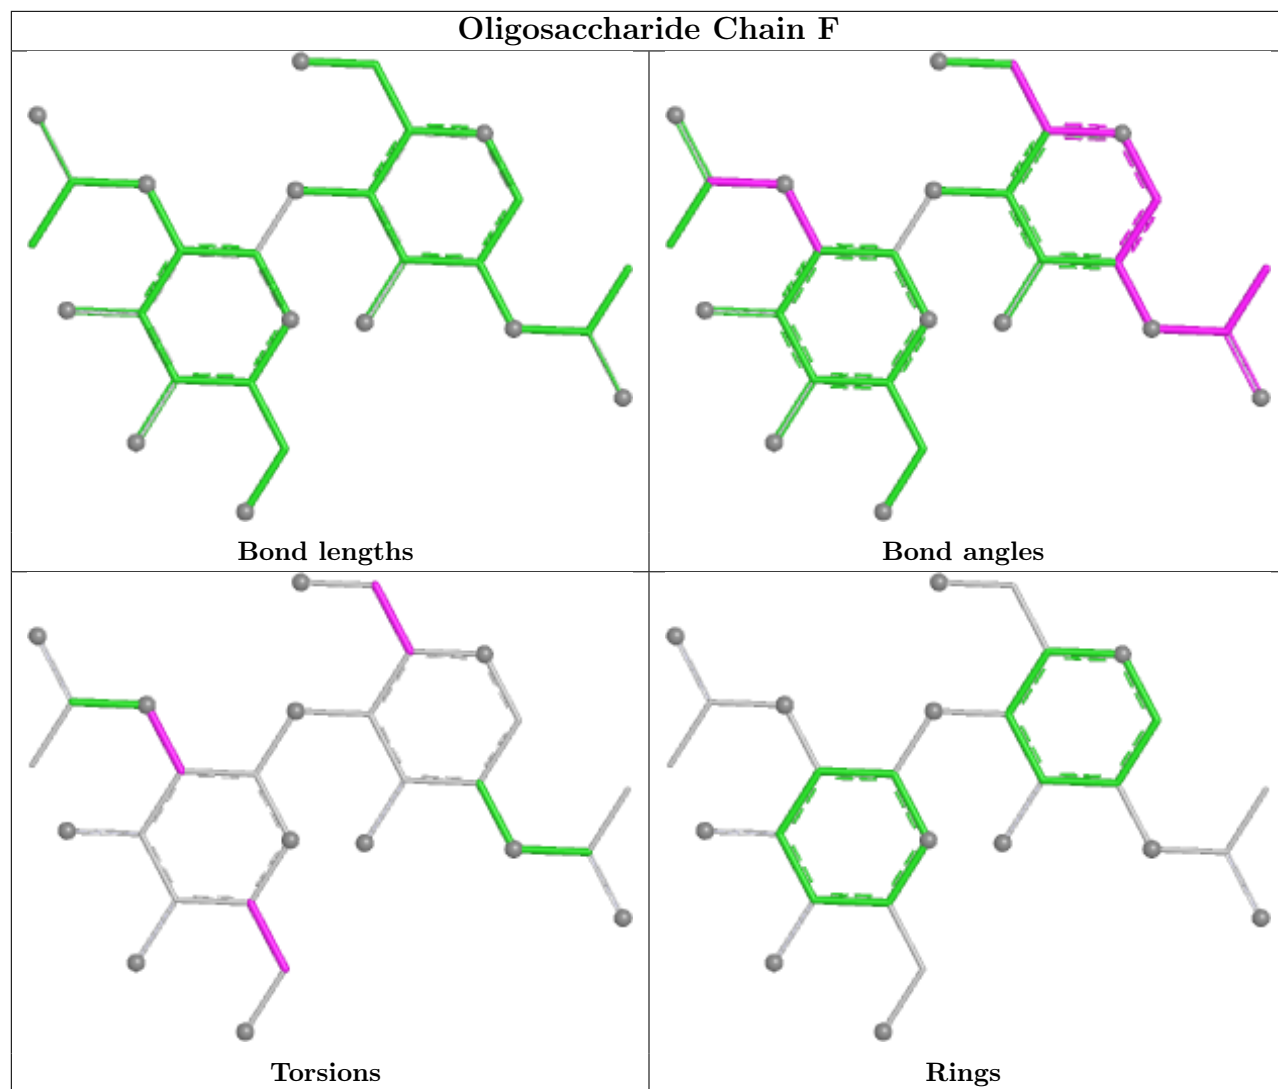 Oligosaccharide Chain F
Bond lengths
Bond angles
Torsions
Rings